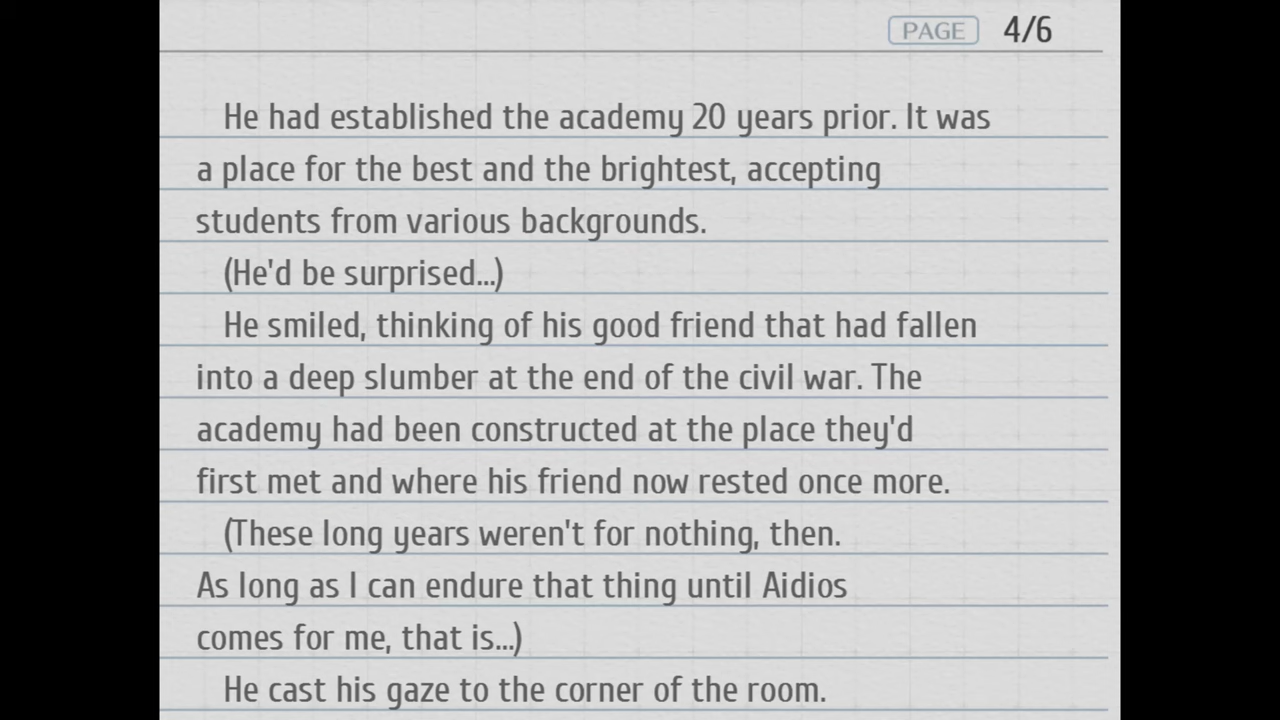 PAGE 4/6
He had established the academy 20 years prior. It was
a place for the best and the brightest, accepting
students from various backgrounds.
(He'd be surprised...)
He smiled, thinking of his good friend that had fallen
into a deep slumber at the end of the civil war. The
academy had been constructed at the place they'd
first met and where his friend now rested once more.
(These long years weren't for nothing, then.
As long as I can endure that thing until Aidios
comes for me, that is...)
He cast his gaze to the corner of the room.